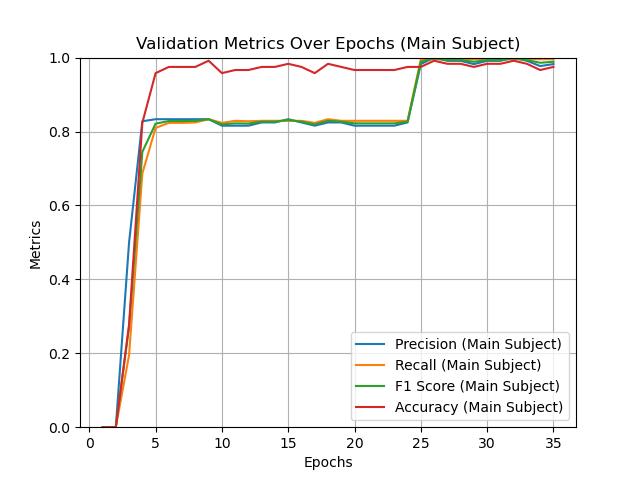 Validation Metrics Over Epochs (Main Subject)
1.0
0.8
0.6
0.4
0.2
0.0
Metrics
Precision (Main Subject)
Recall (Main Subject)
F1 Score (Main Subject)
Accuracy (Main Subject)
0 5 10 15 20 25 30 35
Epochs